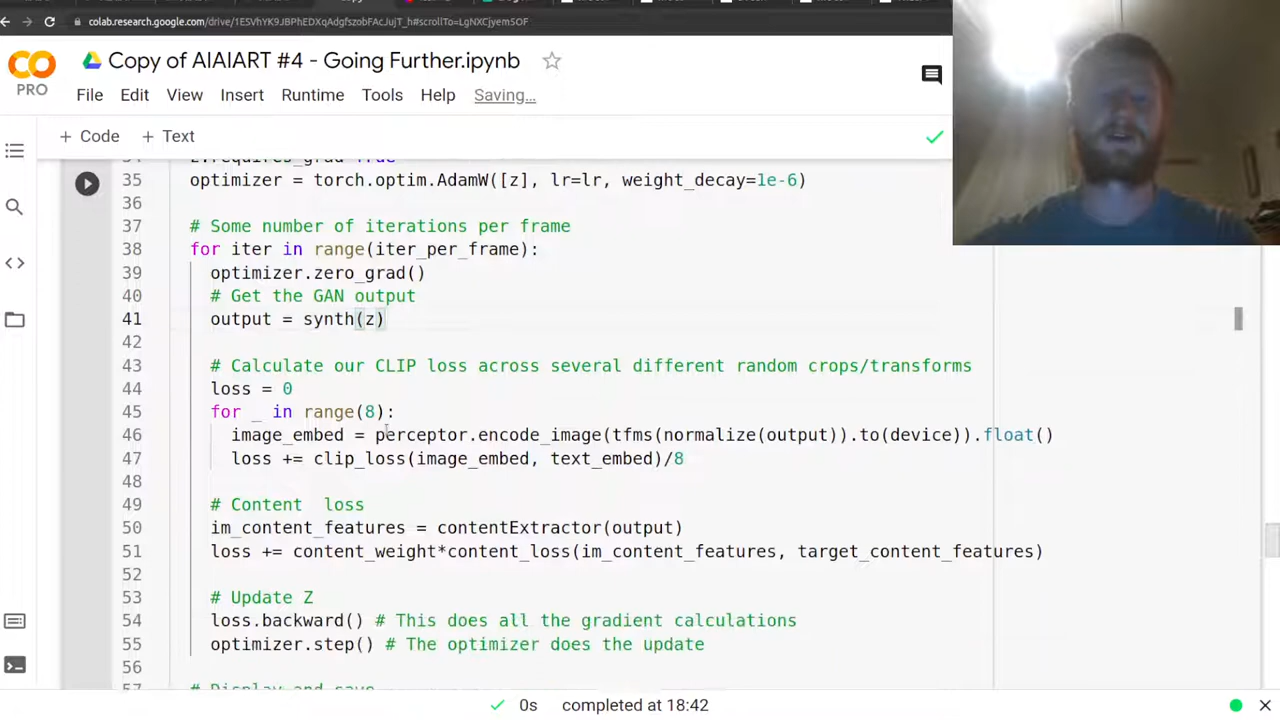 colab.research.google.com/drive/1ESVhYK9JBPhEDXqAdgfszobFAcJujT_h#scrollTo=LgNXCjyemSOF
Copy of AIAIART #4 - Going Further.ipynb
PRO
File Edit View Insert Runtime Tools Help Saving...
+ Code + Text
35 optimizer = torch.optim.AdamW([z], lr=lr, weight_decay=1e-6)
36
37 # Some number of iterations per frame
38 for iter in range(iter_per_frame):
39 optimizer.zero_grad()
40 # Get the GAN output
41 output = synth(z)
42
43 # Calculate our CLIP loss across several different random crops/transforms
44 loss = 0
45 for _ in range(8):
46 image_embed = perceptor.encode_image(tfms(normalize(output)).to(device)).float()
47 loss += clip_loss(image_embed, text_embed)/8
48
49 # Content  loss
50 im_content_features = contentExtractor(output)
51 loss += content_weight*content_loss(im_content_features, target_content_features)
52
53 # Update Z
54 loss.backward() # This does all the gradient calculations
55 optimizer.step() # The optimizer does the update
56
57 # Display and save
0s completed at 18:42